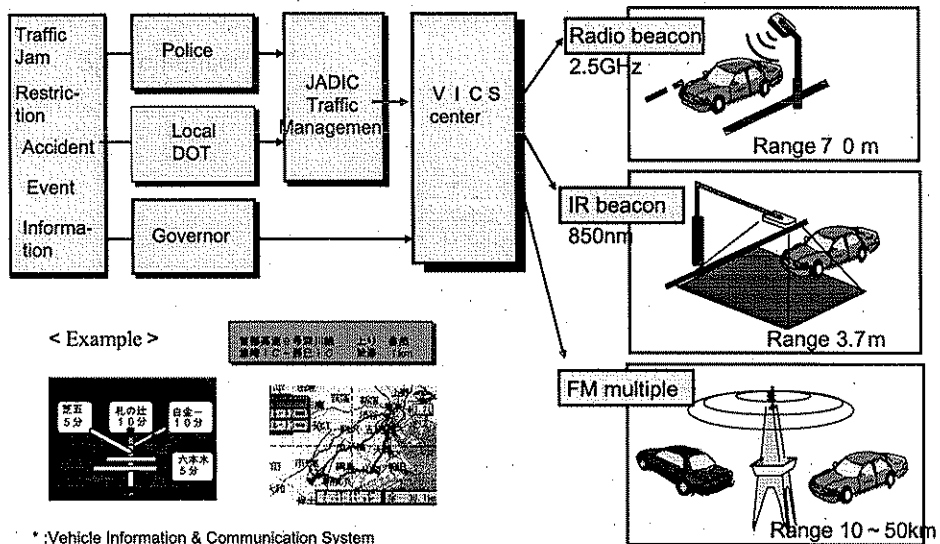 Traffic
Jam
Restric-
tion
Accident
Event
Informa-
tion
Police
Local
DOT
Governor
JADIC
Traffic
Managemen
V I C S
center
Radio beacon
2.5GHz
Range 7 0 m
IR beacon
850nm
Range 3.7m
FM multiple
Range 10 ~ 50km
< Example >
芝五
5分
札の辻
10分
白金一
10分
六本木
5分
* :Vehicle Information & Communication System